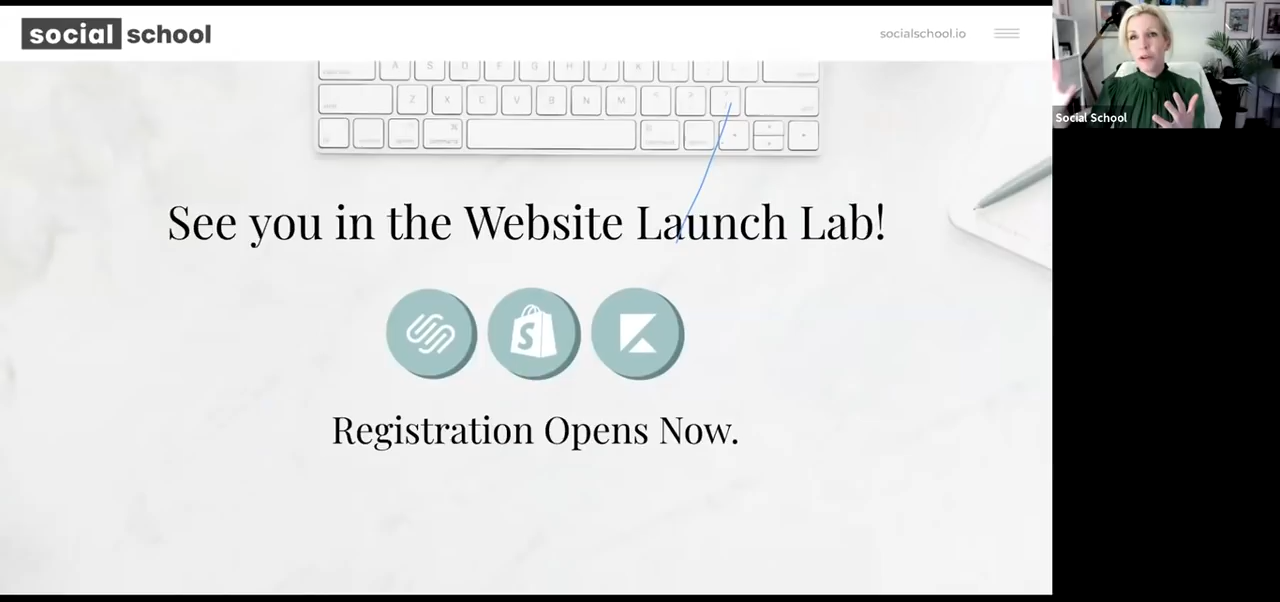 social school
socialschool.io
Social School
A S D F G H J K L
Z X C V B N M
See you in the Website Launch Lab!
Registration Opens Now.